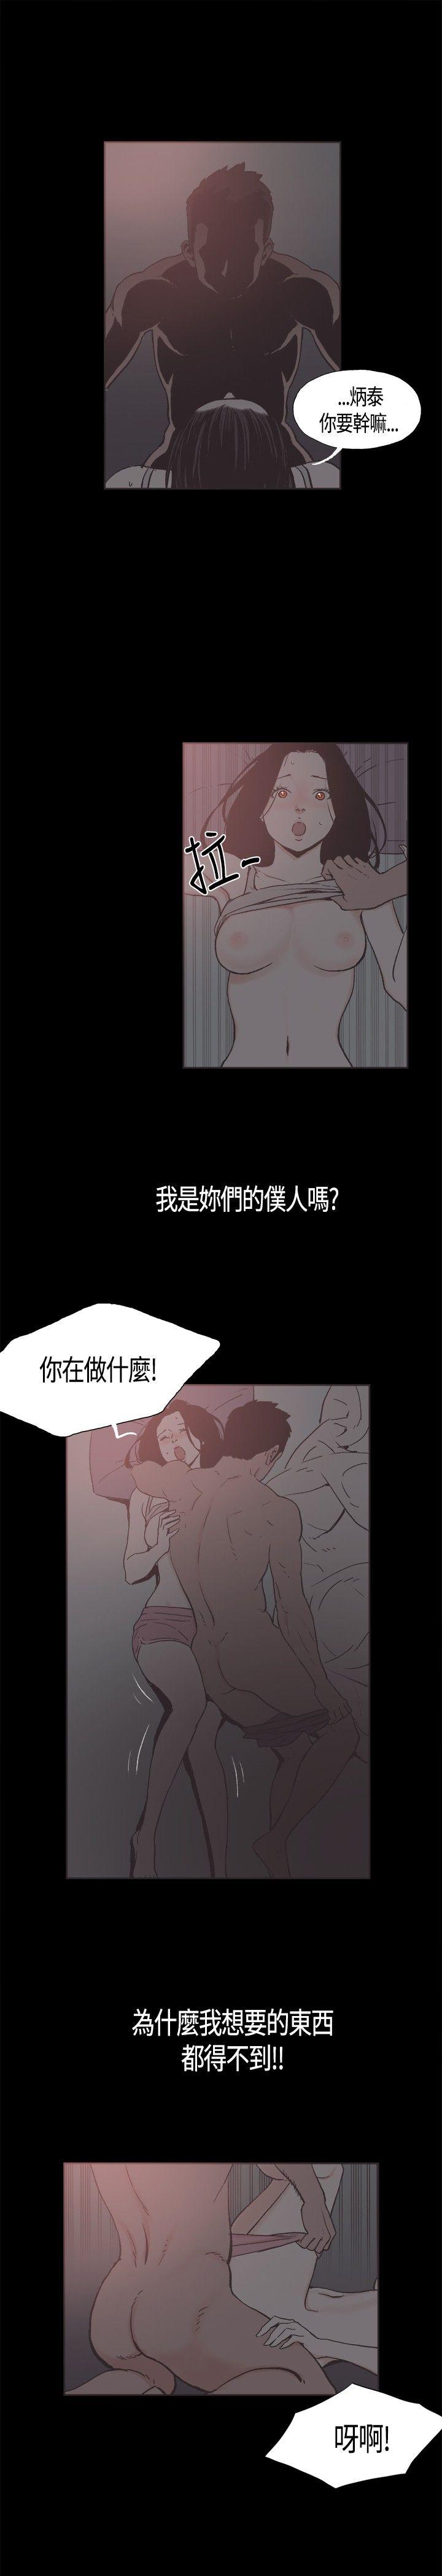 ...炳泰
你要幹嘛...
拉-
我是妳們的僕人嗎?
你在做什麼!
為什麼我想要的東西
都得不到!!
呀啊!